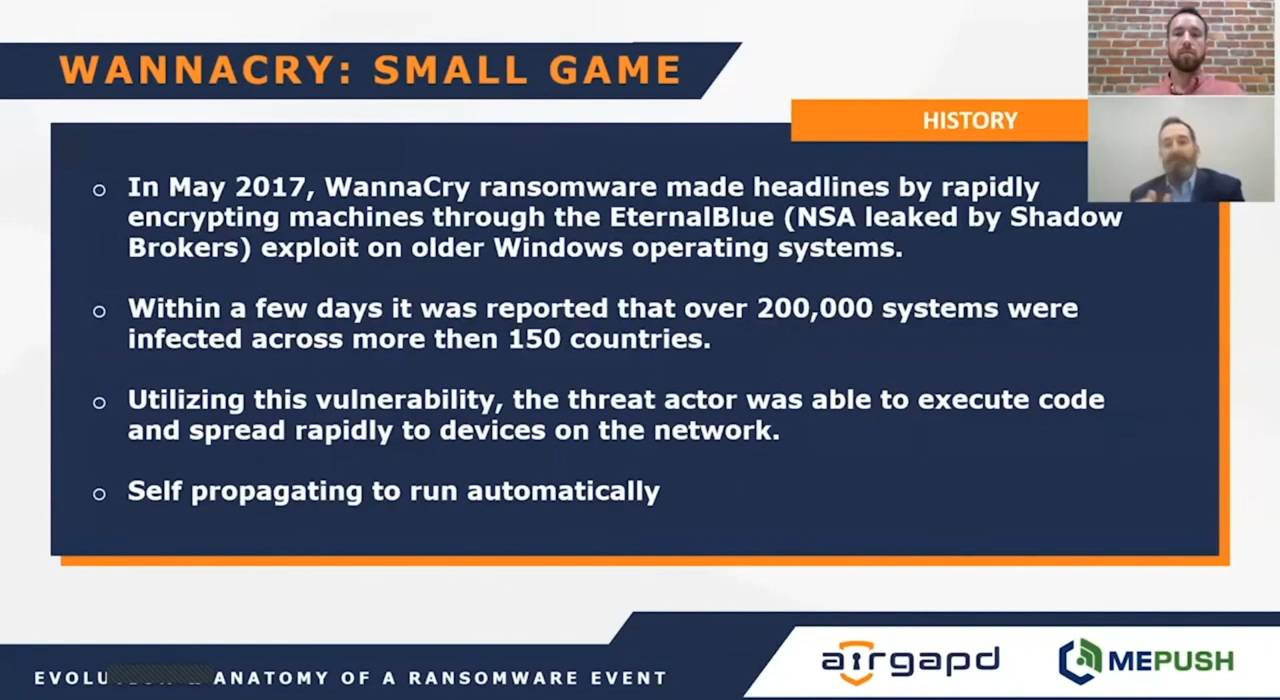 WANNACRY: SMALL GAME
HISTORY
In May 2017, WannaCry ransomware made headlines by rapidly
encrypting machines through the EternalBlue (NSA leaked by Shadow
Brokers) exploit on older Windows operating systems.
Within a few days it was reported that over 200,000 systems were
infected across more then 150 countries.
Utilizing this vulnerability, the threat actor was able to execute code
and spread rapidly to devices on the network.
Self propagating to run automatically
ANATOMY OF A RANSOMWARE EVENT
airgapd
MEPUSH